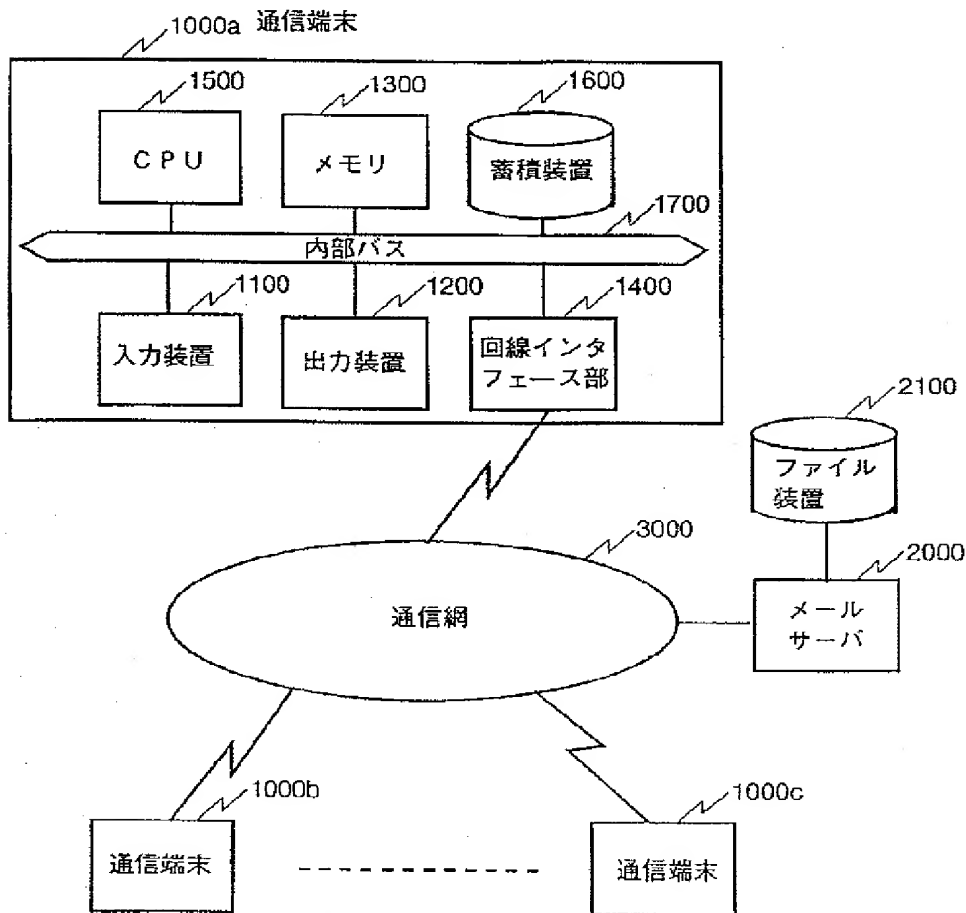 1000a 通信端末
1500
1300
1600
CPU
メモリ
蓄積装置
1700
内部バス
1100
1200
1400
入力装置
出力装置
回線インタ
フェース部
2100
ファイル
装置
3000
2000
通信網
メール
サーバ
1000b
1000c
通信端末
通信端末